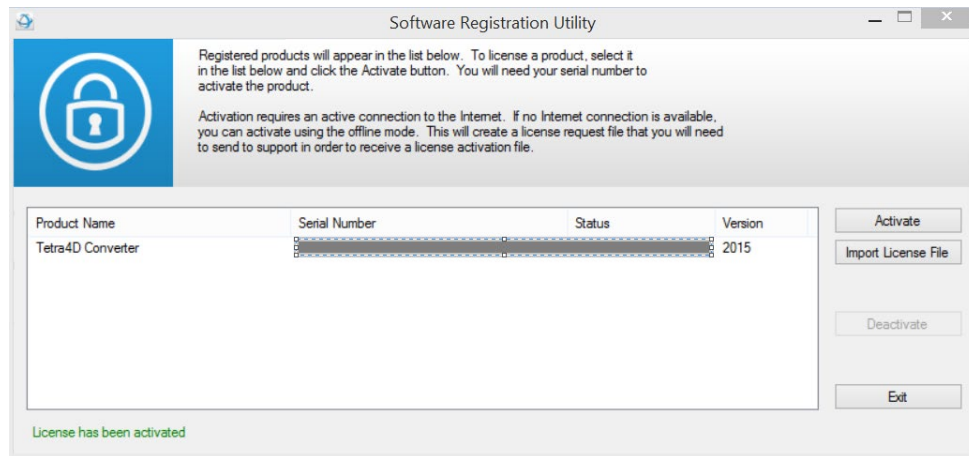 Software Registration Utility
Registered products will appear in the list below. To license a product, select it
in the list below and click the Activate button. You will need your serial number to
activate the product.
Activation requires an active connection to the Internet. If no Internet connection is available,
you can activate using the offline mode. This will create a license request file that you will need
to send to support in order to receive a license activation file.
Product Name Serial Number Status Version
Tetra4D Converter 2015
Activate
Import License File
Deactivate
Exit
License has been activated